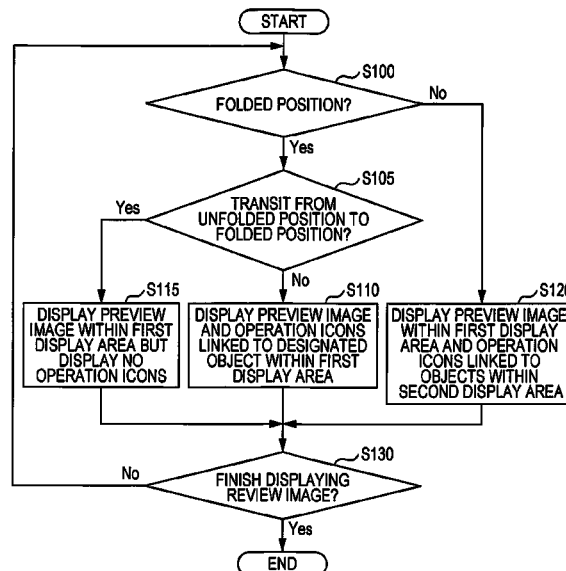 START
S100
FOLDED POSITION?
No
Yes
S105
TRANSIT FROM
UNFOLDED POSITION TO
FOLDED POSITION?
Yes
No
S115
DISPLAY PREVIEW
IMAGE WITHIN FIRST
DISPLAY AREA BUT
DISPLAY NO
OPERATION ICONS
S110
DISPLAY PREVIEW IMAGE
AND OPERATION ICONS
LINKED TO DESIGNATED
OBJECT WITHIN FIRST
DISPLAY AREA
S120
DISPLAY PREVIEW IMAGE
WITHIN FIRST DISPLAY
AREA AND OPERATION
ICONS LINKED TO
OBJECTS WITHIN
SECOND DISPLAY AREA
S130
No
FINISH DISPLAYING
REVIEW IMAGE?
Yes
END